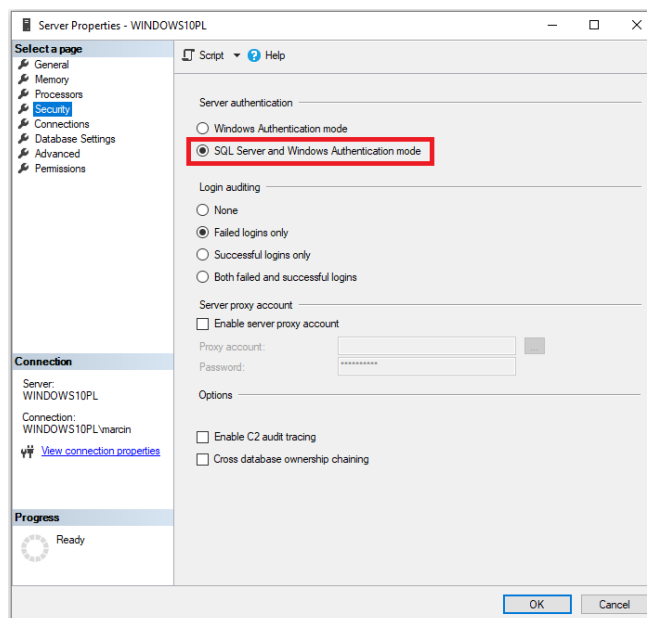 Server Properties - WINDOWS10PL
Select a page
General
Memory
Processors
Security
Connections
Database Settings
Advanced
Permissions
Connection
Server:
WINDOWS10PL
Connection:
WINDOWS10PL\marcin
View connection properties
Progress
Ready
Script
Help
Server authentication
Windows Authentication mode
SQL Server and Windows Authentication mode
Login auditing
None
Failed logins only
Successful logins only
Both failed and successful logins
Server proxy account
Enable server proxy account
Proxy account:
...
Password:
**********
Options
Enable C2 audit tracing
Cross database ownership chaining
OK
Cancel